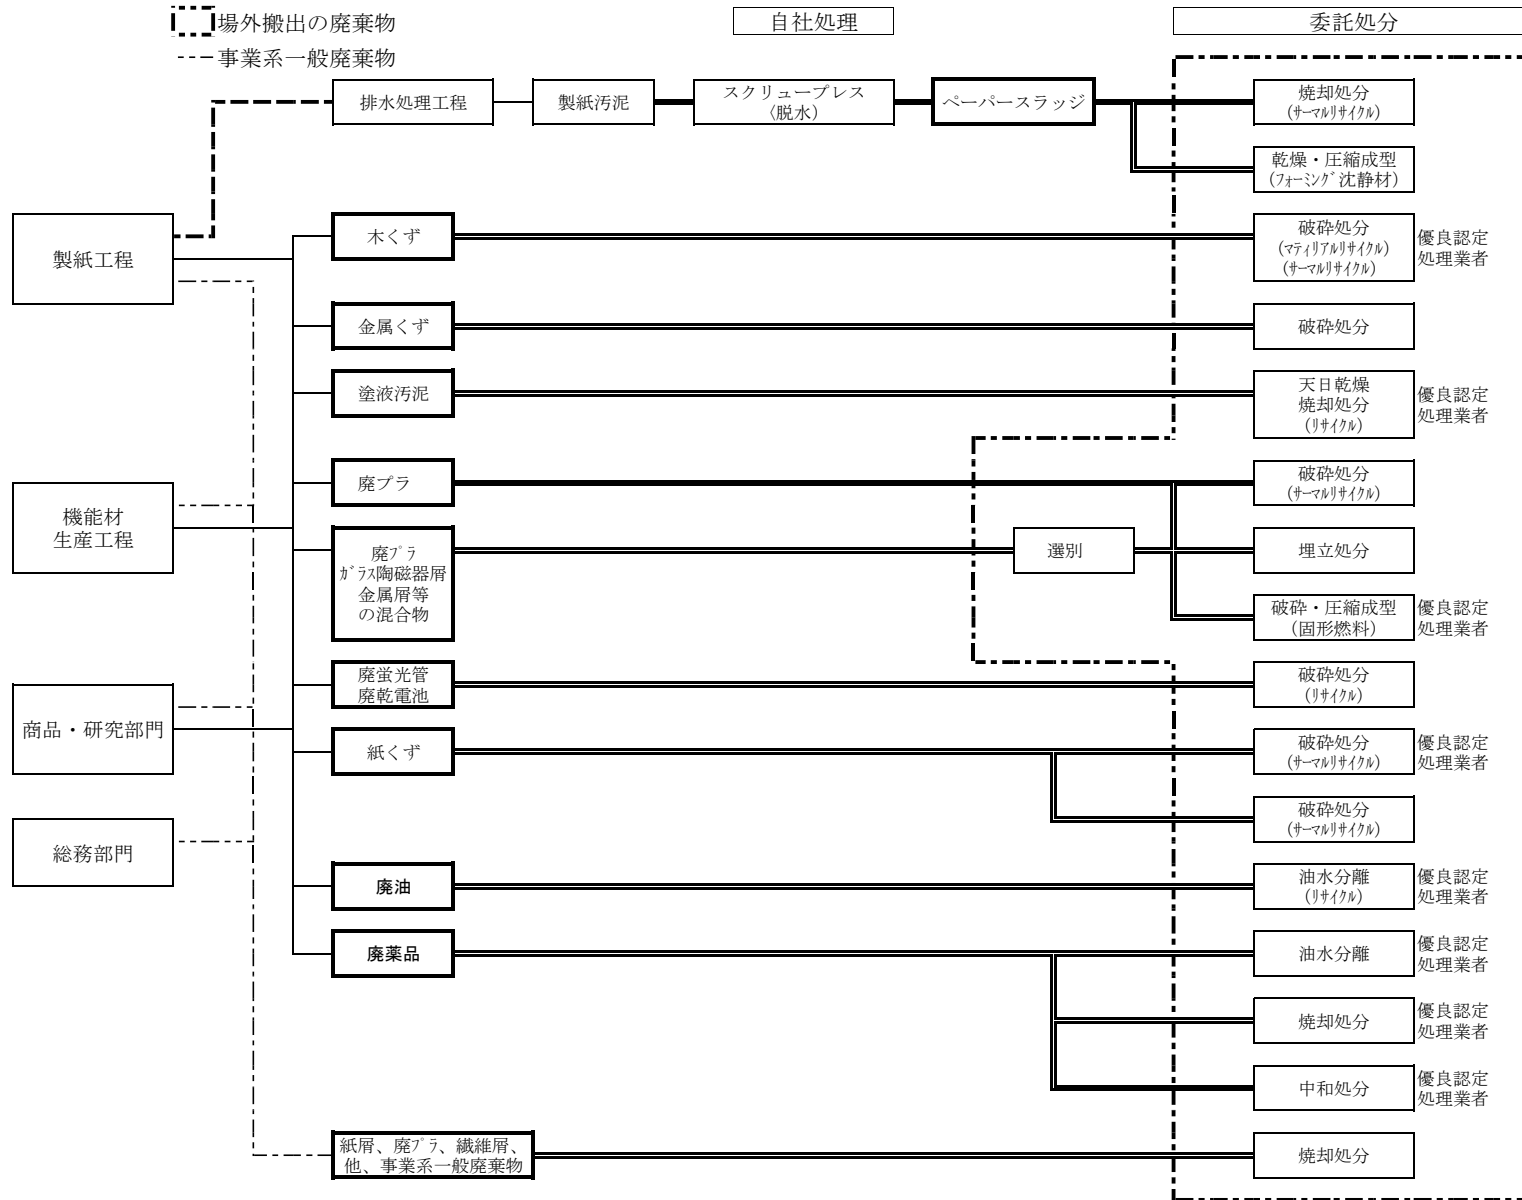 場外搬出の廃棄物
自社処理
委託処分
事業系一般廃棄物
排水処理工程
製紙汚泥
スクリュープレス
（脱水）
ペーパースラッジ
焼却処分
(ｻｰﾏﾙﾘｻｲｸﾙ)
乾燥・圧縮成型
(ﾌｫｰﾐﾝｸﾞ沈静材)
製紙工程
木くず
破砕処分
(ﾏﾃｨﾘｱﾙﾘｻｲｸﾙ)
(ｻｰﾏﾙﾘｻｲｸﾙ)
優良認定
処理業者
金属くず
破砕処分
塗液汚泥
天日乾燥
焼却処分
(ﾘｻｲｸﾙ)
優良認定
処理業者
機能材
生産工程
廃プラ
破砕処分
(ｻｰﾏﾙﾘｻｲｸﾙ)
廃ﾌﾟﾗ
ｶﾞﾗｽ陶磁器屑
金属屑等
の混合物
選別
埋立処分
破砕・圧縮成型
(固形燃料)
優良認定
処理業者
商品・研究部門
廃蛍光管
廃乾電池
破砕処分
(ﾘｻｲｸﾙ)
紙くず
破砕処分
(ｻｰﾏﾙﾘｻｲｸﾙ)
優良認定
処理業者
破砕処分
(ｻｰﾏﾙﾘｻｲｸﾙ)
総務部門
廃油
油水分離
(ﾘｻｲｸﾙ)
優良認定
処理業者
廃薬品
油水分離
優良認定
処理業者
焼却処分
優良認定
処理業者
中和処分
優良認定
処理業者
紙屑、廃ﾌﾟﾗ、繊維屑、
他、事業系一般廃棄物
焼却処分